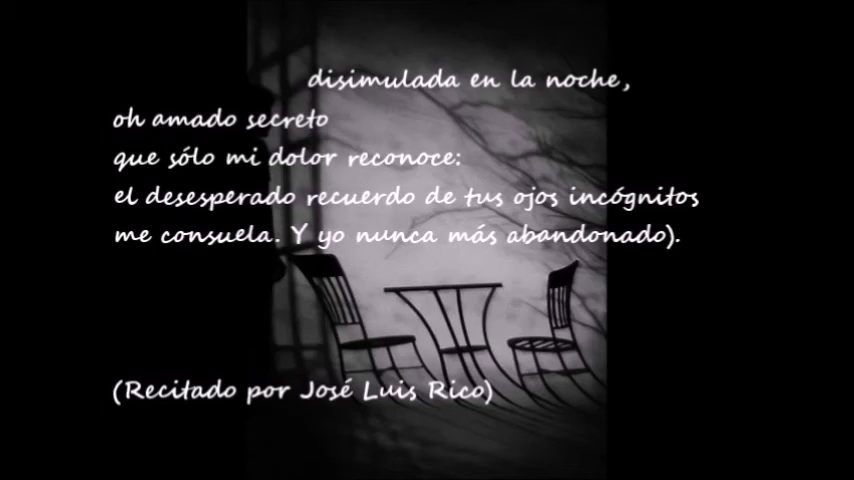 disimulada en la noche,
oh amado secreto
que sólo mi dolor reconoce:
el desesperado recuerdo de tus ojos incógnitos
me consuela. Y yo nunca más abandonado).
(Recitado por José Luis Rico)